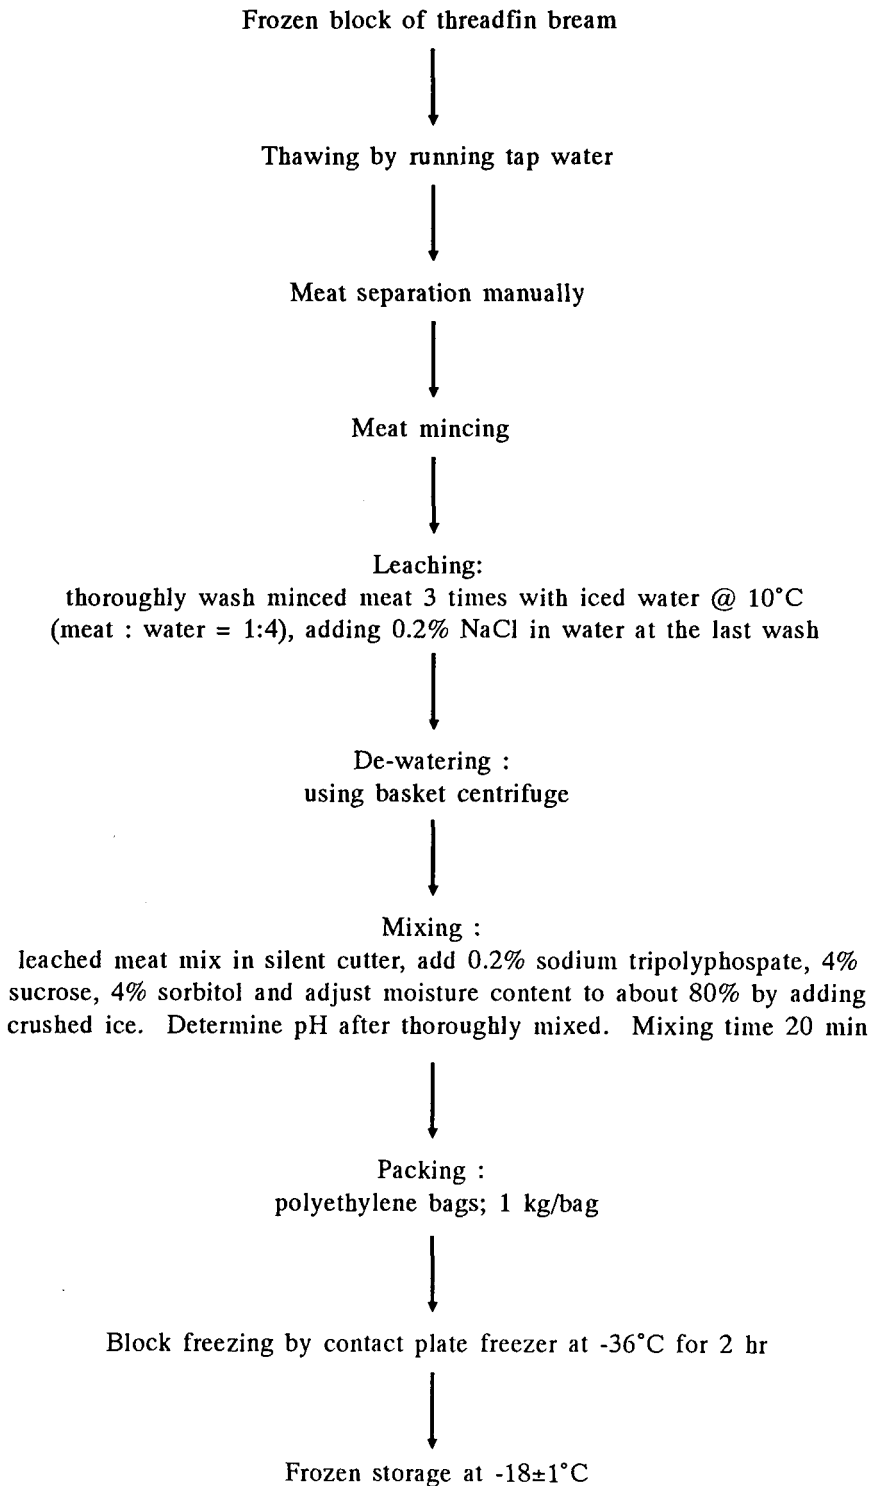 Frozen block of threadfin bream
Thawing by running tap water
Meat separation manually
Meat mincing
Leaching:
thoroughly wash minced meat 3 times with iced water @ 10°C
(meat : water = 1:4), adding 0.2% NaCl in water at the last wash
De-watering :
using basket centrifuge
Mixing :
leached meat mix in silent cutter, add 0.2% sodium tripolyphospate, 4%
sucrose, 4% sorbitol and adjust moisture content to about 80% by adding
crushed ice. Determine pH after thoroughly mixed. Mixing time 20 min
Packing :
polyethylene bags; 1 kg/bag
Block freezing by contact plate freezer at -36°C for 2 hr
Frozen storage at -18±1°C